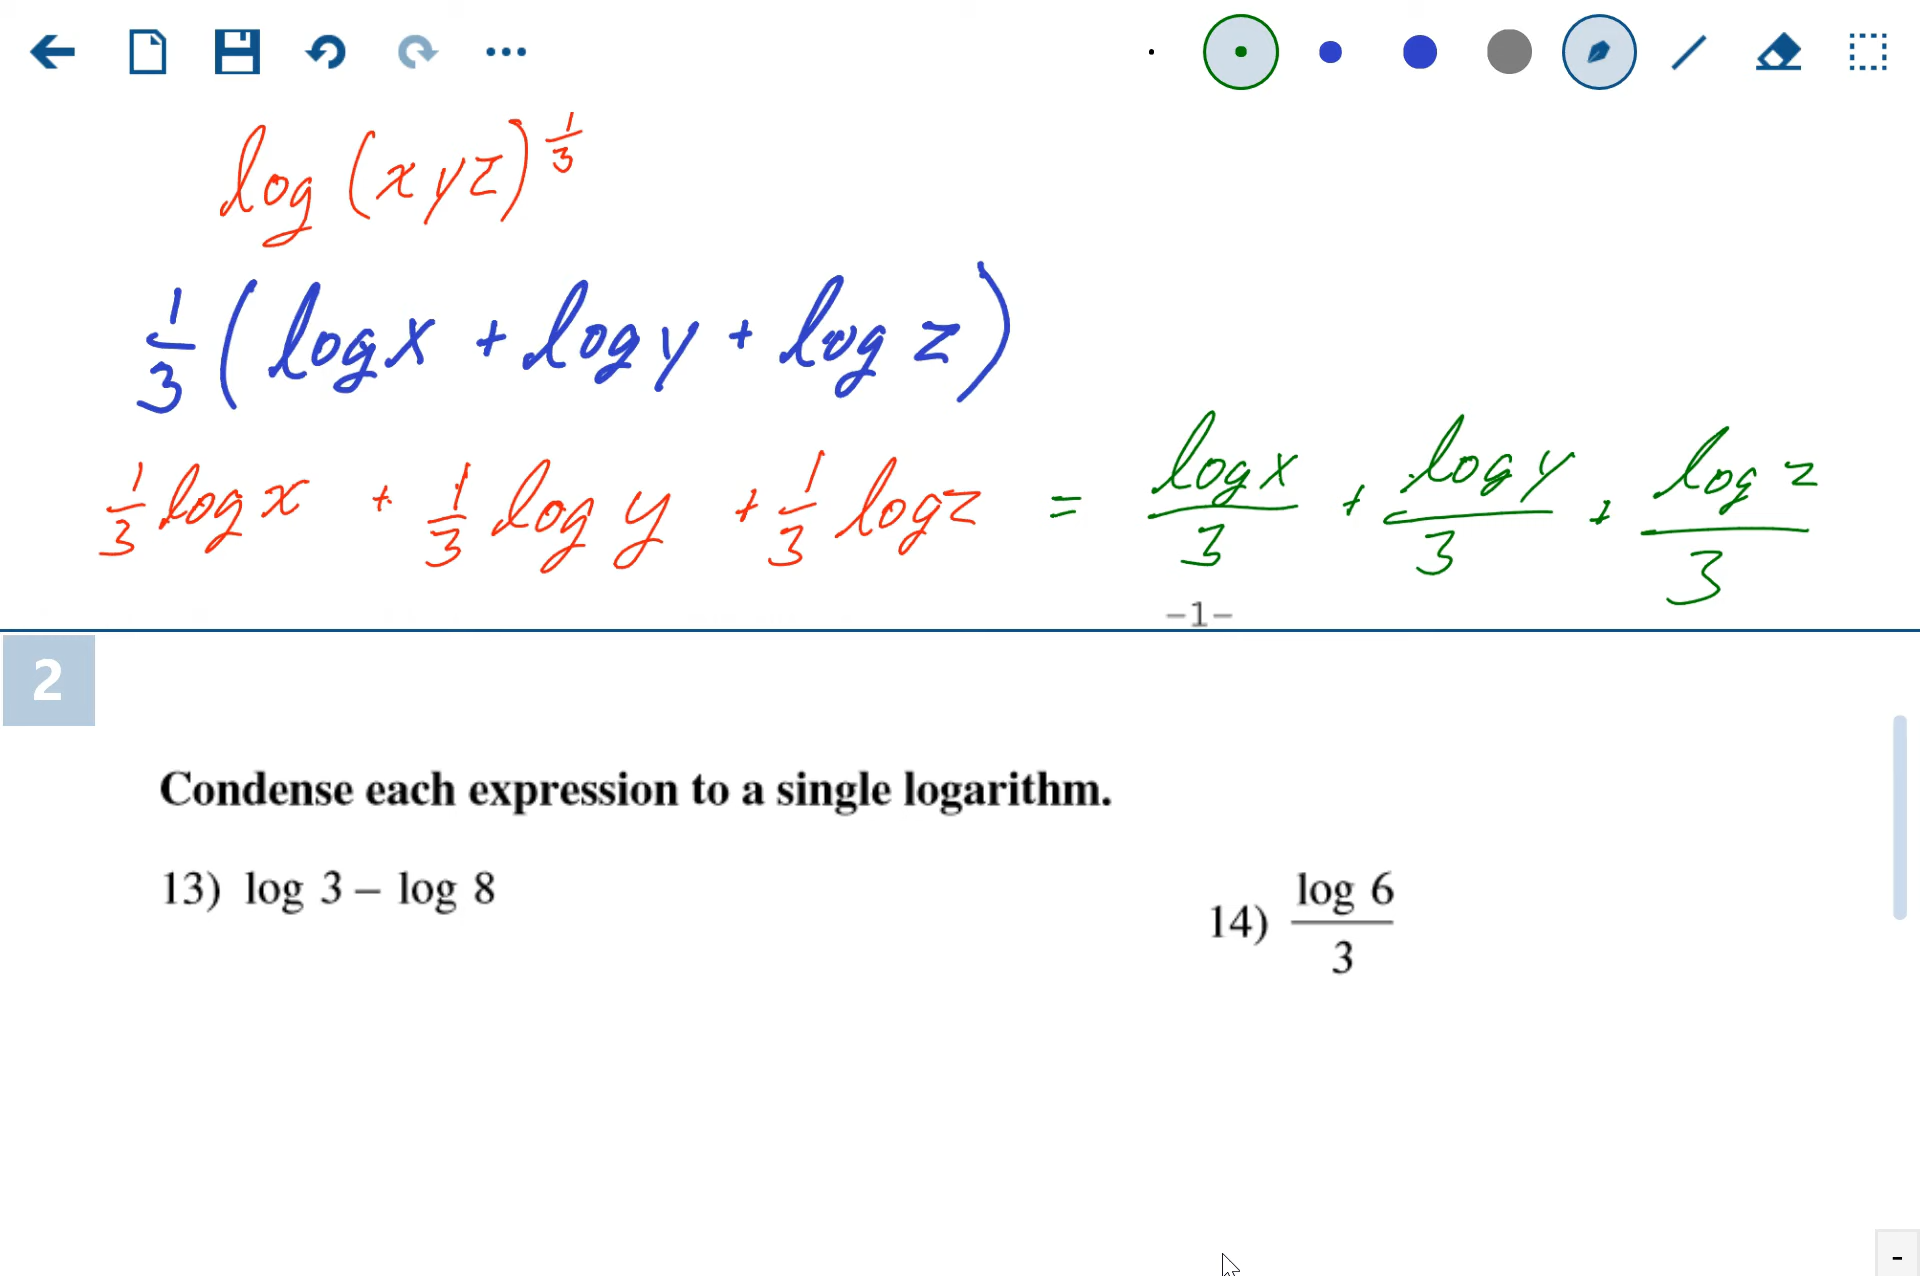 log (xyz)^(1/3)
1/3 ( log x + log y + log z )
1/3 log x + 1/3 log y + 1/3 log z = log x/3 + log y/3 + log z/3
-1-
2
Condense each expression to a single logarithm.
13) log 3 – log 8
14) log 6/3